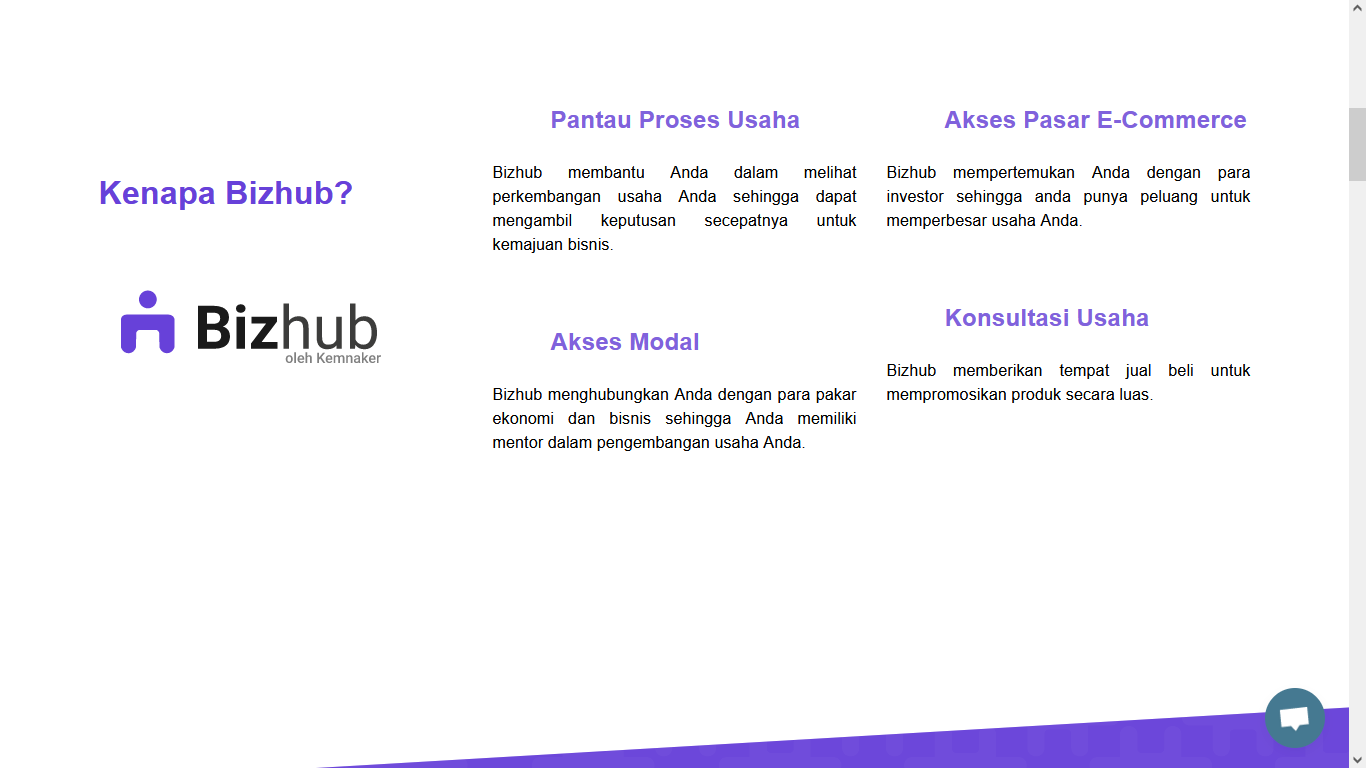 Kenapa Bizhub?
Bizhub
oleh Kemnaker
Pantau Proses Usaha
Bizhub membantu Anda dalam melihat
perkembangan usaha Anda sehingga dapat
mengambil keputusan secepatnya untuk
kemajuan bisnis.
Akses Pasar E-Commerce
Bizhub mempertemukan Anda dengan para
investor sehingga anda punya peluang untuk
memperbesar usaha Anda.
Akses Modal
Bizhub menghubungkan Anda dengan para pakar
ekonomi dan bisnis sehingga Anda memiliki
mentor dalam pengembangan usaha Anda.
Konsultasi Usaha
Bizhub memberikan tempat jual beli untuk
mempromosikan produk secara luas.